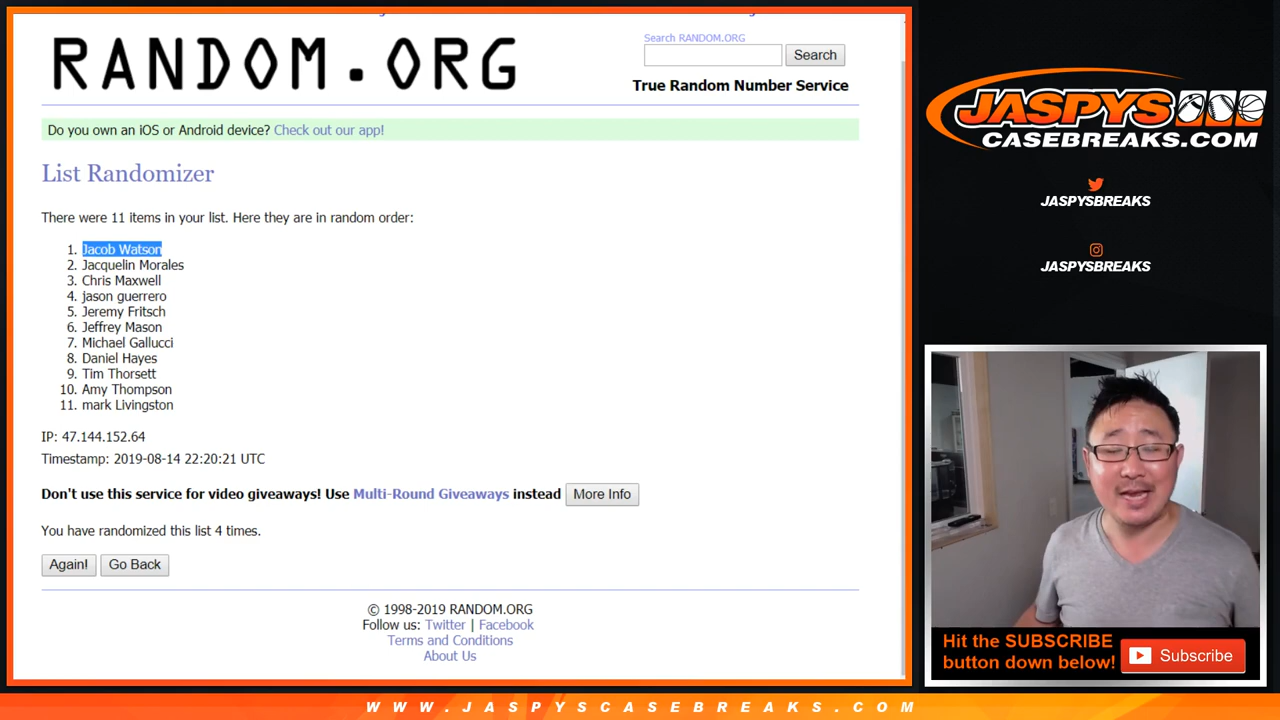 RANDOM.ORG
Search RANDOM.ORG
Search
True Random Number Service
Do you own an iOS or Android device? Check out our app!
List Randomizer
There were 11 items in your list. Here they are in random order:
1. Jacob Watson
2. Jacquelin Morales
3. Chris Maxwell
4. jason guerrero
5. Jeremy Fritsch
6. Jeffrey Mason
7. Michael Gallucci
8. Daniel Hayes
9. Tim Thorsett
10. Amy Thompson
11. mark Livingston
IP: 47.144.152.64
Timestamp: 2019-08-14 22:20:21 UTC
Don't use this service for video giveaways! Use Multi-Round Giveaways instead
More Info
You have randomized this list 4 times.
Again!
Go Back
© 1998-2019 RANDOM.ORG
Follow us: Twitter | Facebook
Terms and Conditions
About Us
JASPYS
CASEBREAKS.COM
JASPYSBREAKS
JASPYSBREAKS
Hit the SUBSCRIBE
button down below!
Subscribe
WWW.JASPYSCASEBREAKS.COM